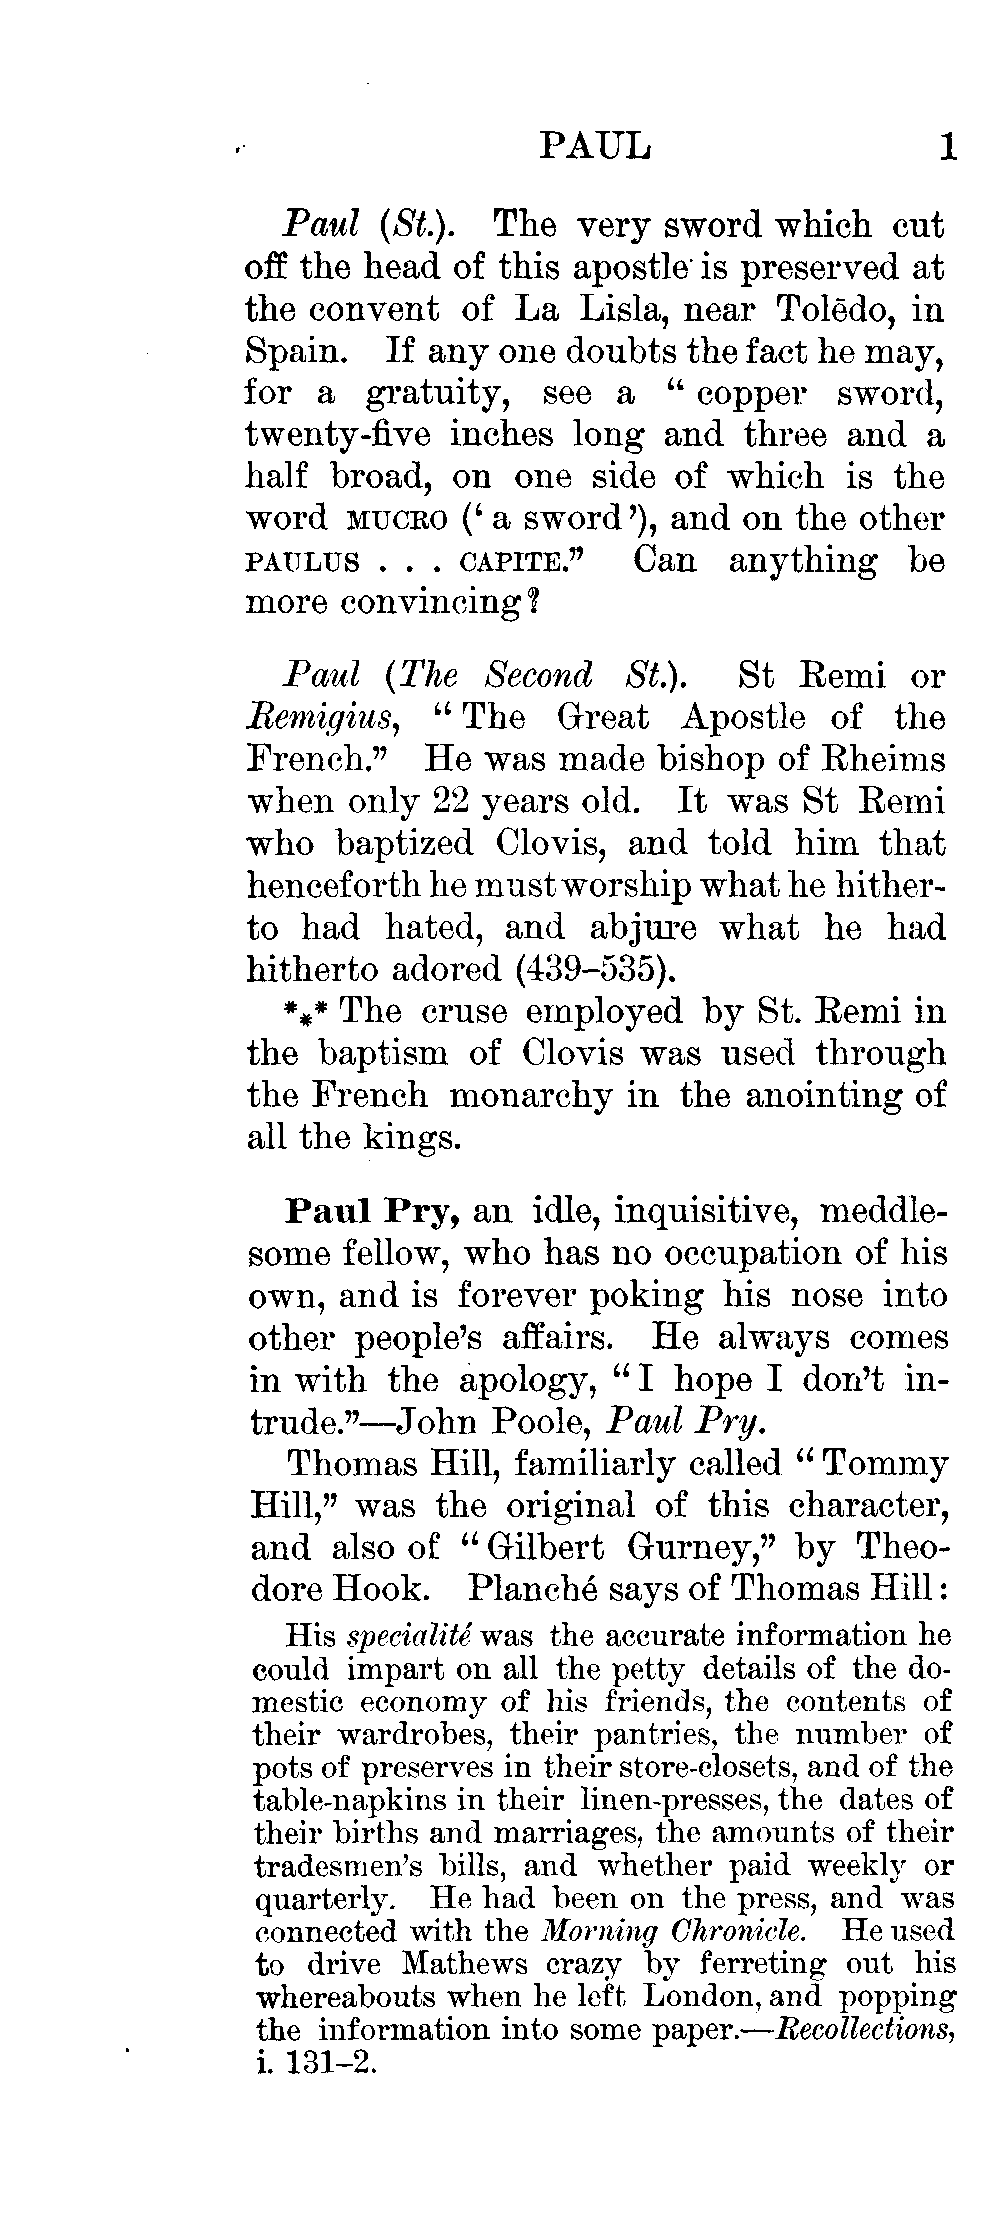 PAUL 1
Paul (St.). The very sword which cut
off the head of this apostle is preserved at
the convent of La Lisla, near Tolēdo, in
Spain. If any one doubts the fact he may,
for a gratuity, see a “copper sword,
twenty-five inches long and three and a
half broad, on one side of which is the
word MUCRO (‘a sword’), and on the other
PAULUS . . . CAPITE.” Can anything be
more convincing?
Paul (The Second St.). St Remi or
Remigius, “The Great Apostle of the
French.” He was made bishop of Rheims
when only 22 years old. It was St Remi
who baptized Clovis, and told him that
henceforth he must worship what he hither-
to had hated, and abjure what he had
hitherto adored (439–535).
*⁎* The cruse employed by St. Remi in
the baptism of Clovis was used through
the French monarchy in the anointing of
all the kings.
Paul Pry, an idle, inquisitive, meddle-
some fellow, who has no occupation of his
own, and is forever poking his nose into
other people’s affairs. He always comes
in with the apology, “I hope I don’t in-
trude.”—John Poole, Paul Pry.
Thomas Hill, familiarly called “Tommy
Hill,” was the original of this character,
and also of “Gilbert Gurney,” by Theo-
dore Hook. Planché says of Thomas Hill:
His specialité was the accurate information he
could impart on all the petty details of the do-
mestic economy of his friends, the contents of
their wardrobes, their pantries, the number of
pots of preserves in their store-closets, and of the
table-napkins in their linen-presses, the dates of
their births and marriages, the amounts of their
tradesmen’s bills, and whether paid weekly or
quarterly. He had been on the press, and was
connected with the Morning Chronicle. He used
to drive Mathews crazy by ferreting out his
whereabouts when he left London, and popping
the information into some paper.—Recollections,
i. 131–2.